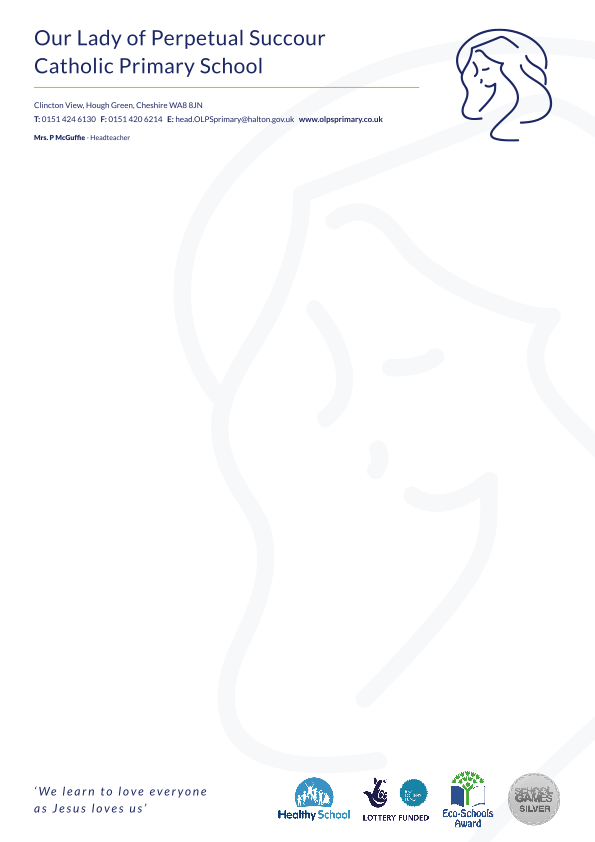 Our Lady of Perpetual Succour
Catholic Primary School
Clincton View, Hough Green, Cheshire WA8 8JN
T: 0151 424 6130 F: 0151 420 6214 E: head.OLPSprimary@halton.gov.uk www.olpsprimary.co.uk
Mrs. P McGuffie - Headteacher
‘We learn to love everyone
as Jesus loves us’
Healthy School
LOTTERY FUNDED
Eco-Schools
Award
SCHOOL
GAMES
SILVER